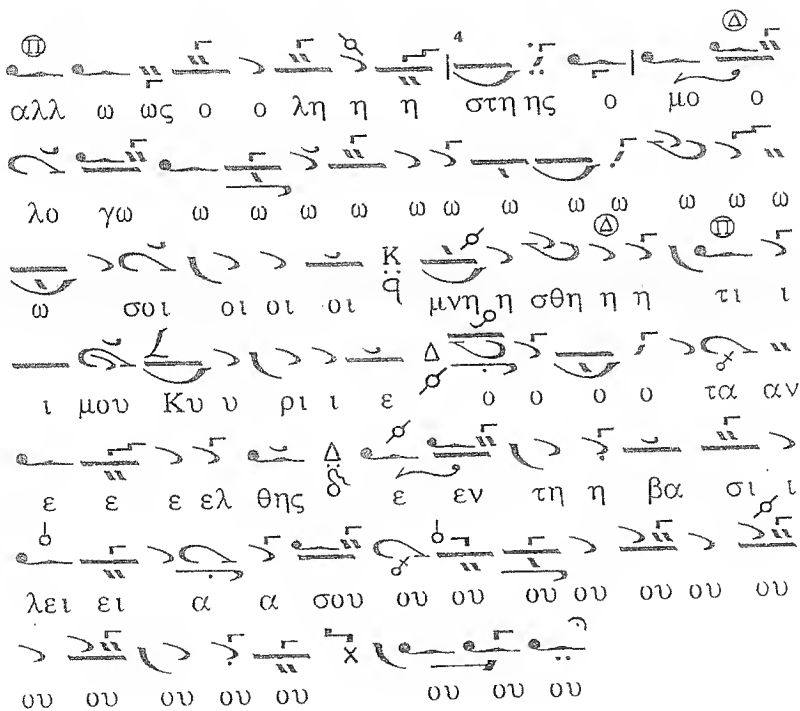 αλλ ω ως ο ο λη η η στη ης ο μο ο
λο γω ω ω ω ω ω ω ω ω ω ω ω ω
ω σοι οι οι οι μνη η σθη η η τι ι
ι μου Κυ υ ρι ι ε ο ο ο ο τα αν
ε ε ε ελ θης ε εν τη η βα σι ι
λει ει α α σου ου ου ου ου ου ου ου
ου ου ου ου ου ου ου ου